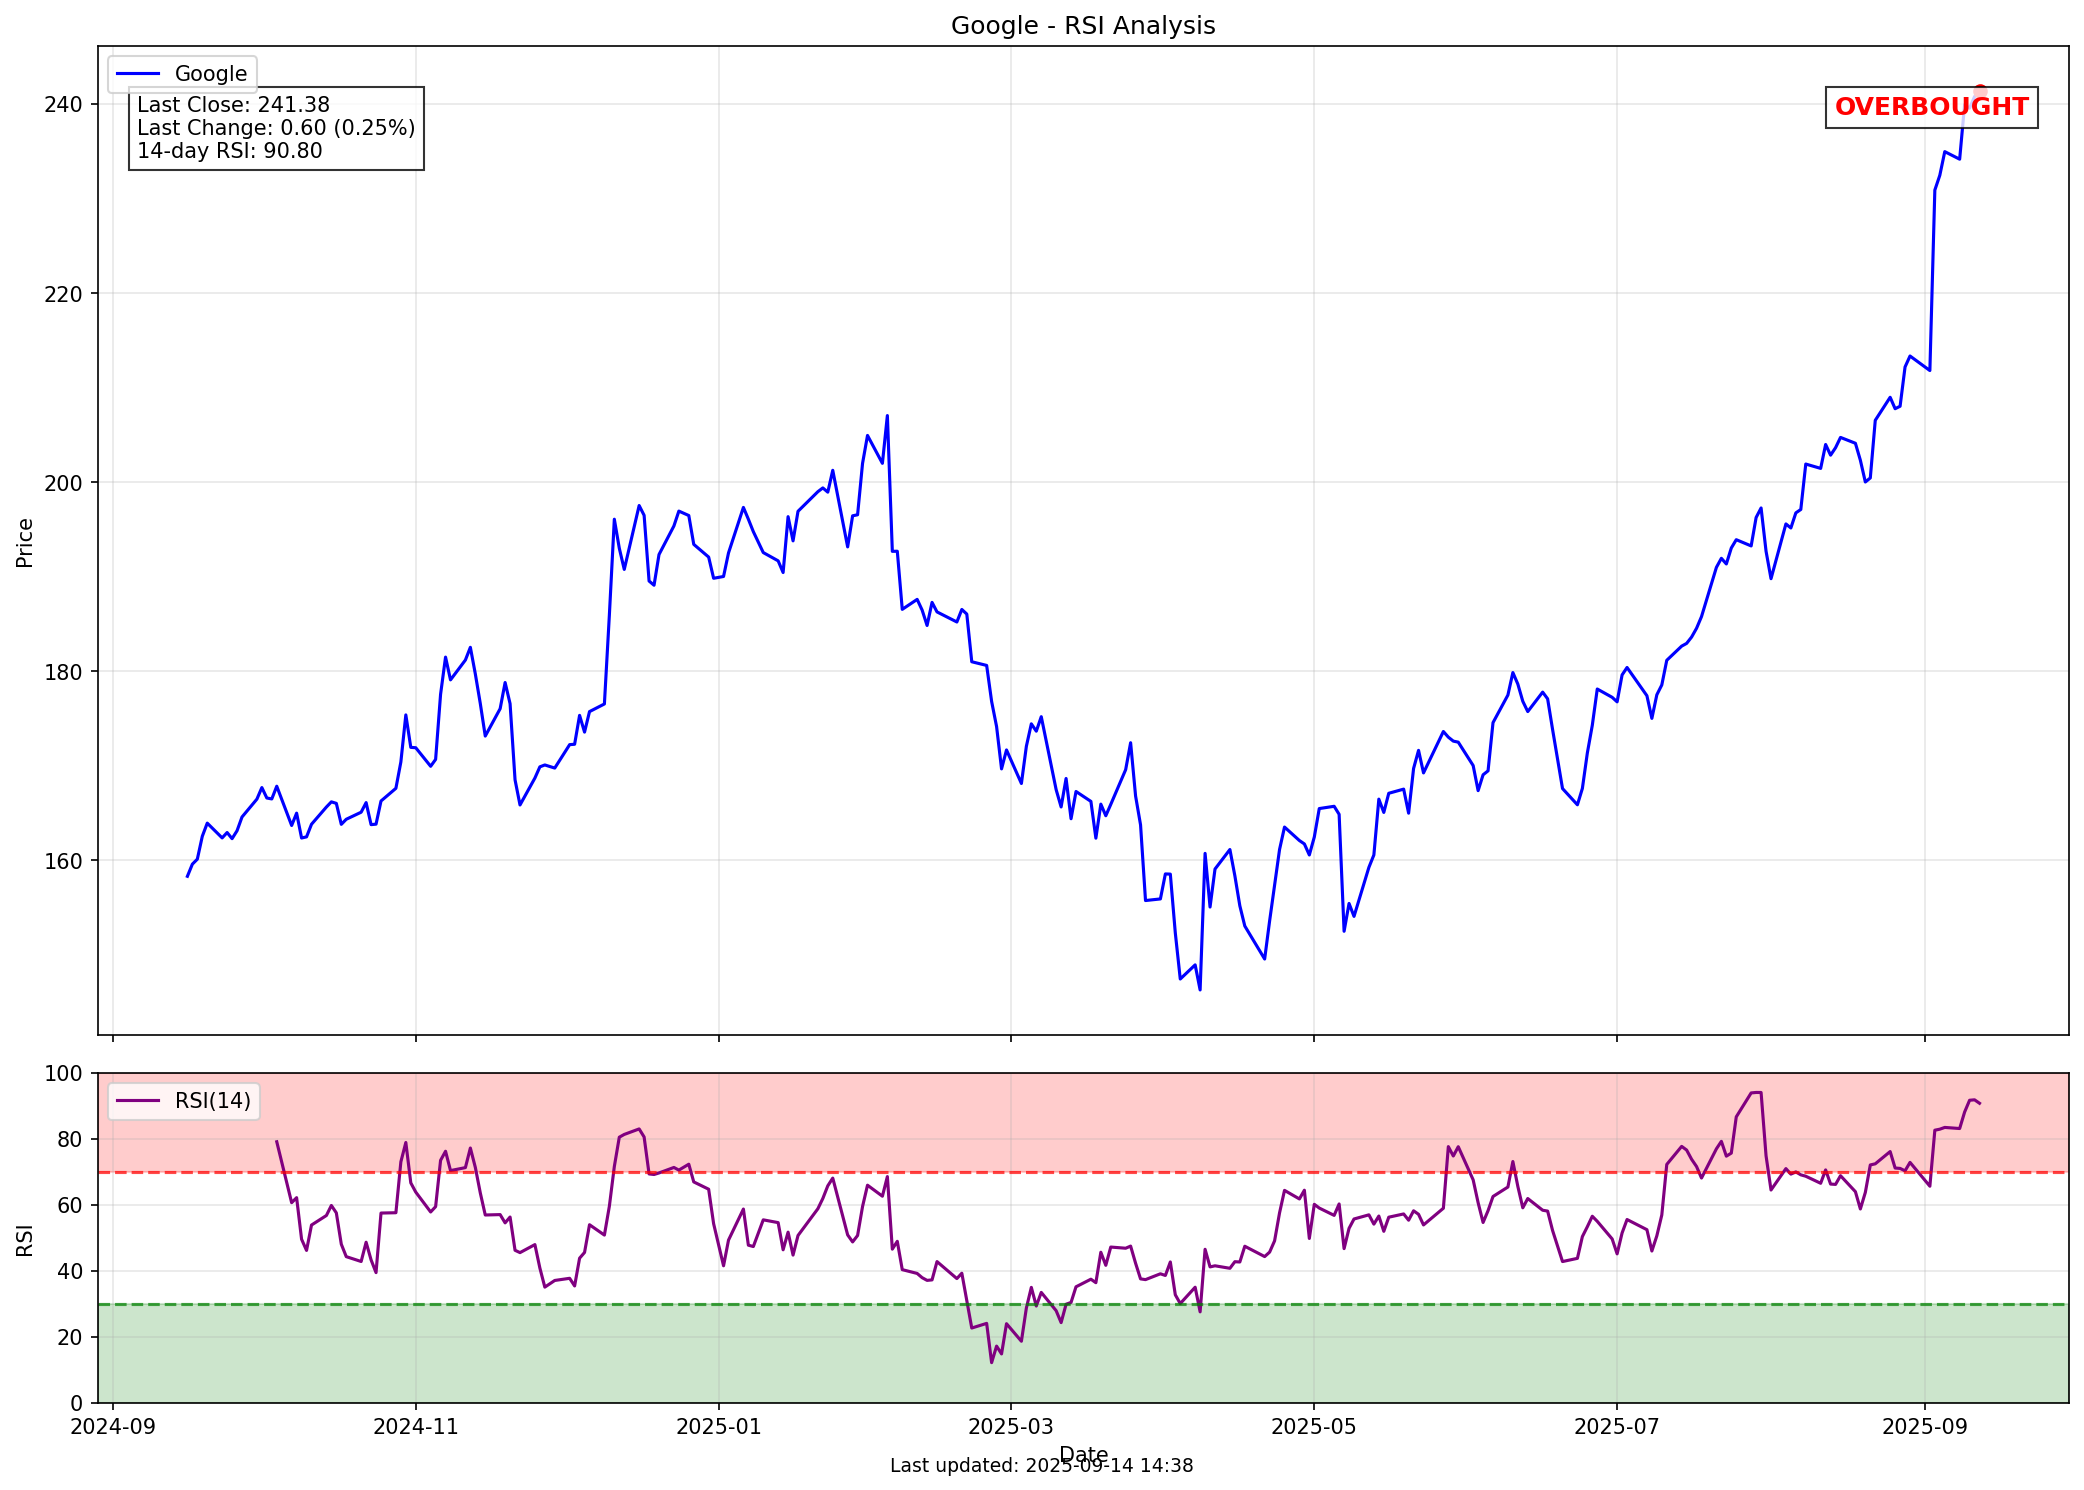 Google - RSI Analysis
Google
Last Close: 241.38
Last Change: 0.60 (0.25%)
14-day RSI: 90.80
OVERBOUGHT
240
220
200
180
160
Price
RSI(14)
100
80
60
40
20
0
RSI
2024-09
2024-11
2025-01
2025-03
2025-05
2025-07
2025-09
Date
Last updated: 2025-09-14 14:38